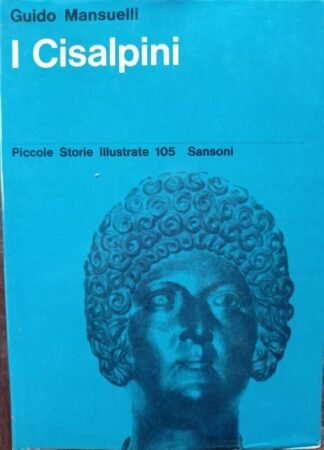 Guido Mansuelli
I Cisalpini
Piccole Storie Illustrate 105 Sansoni